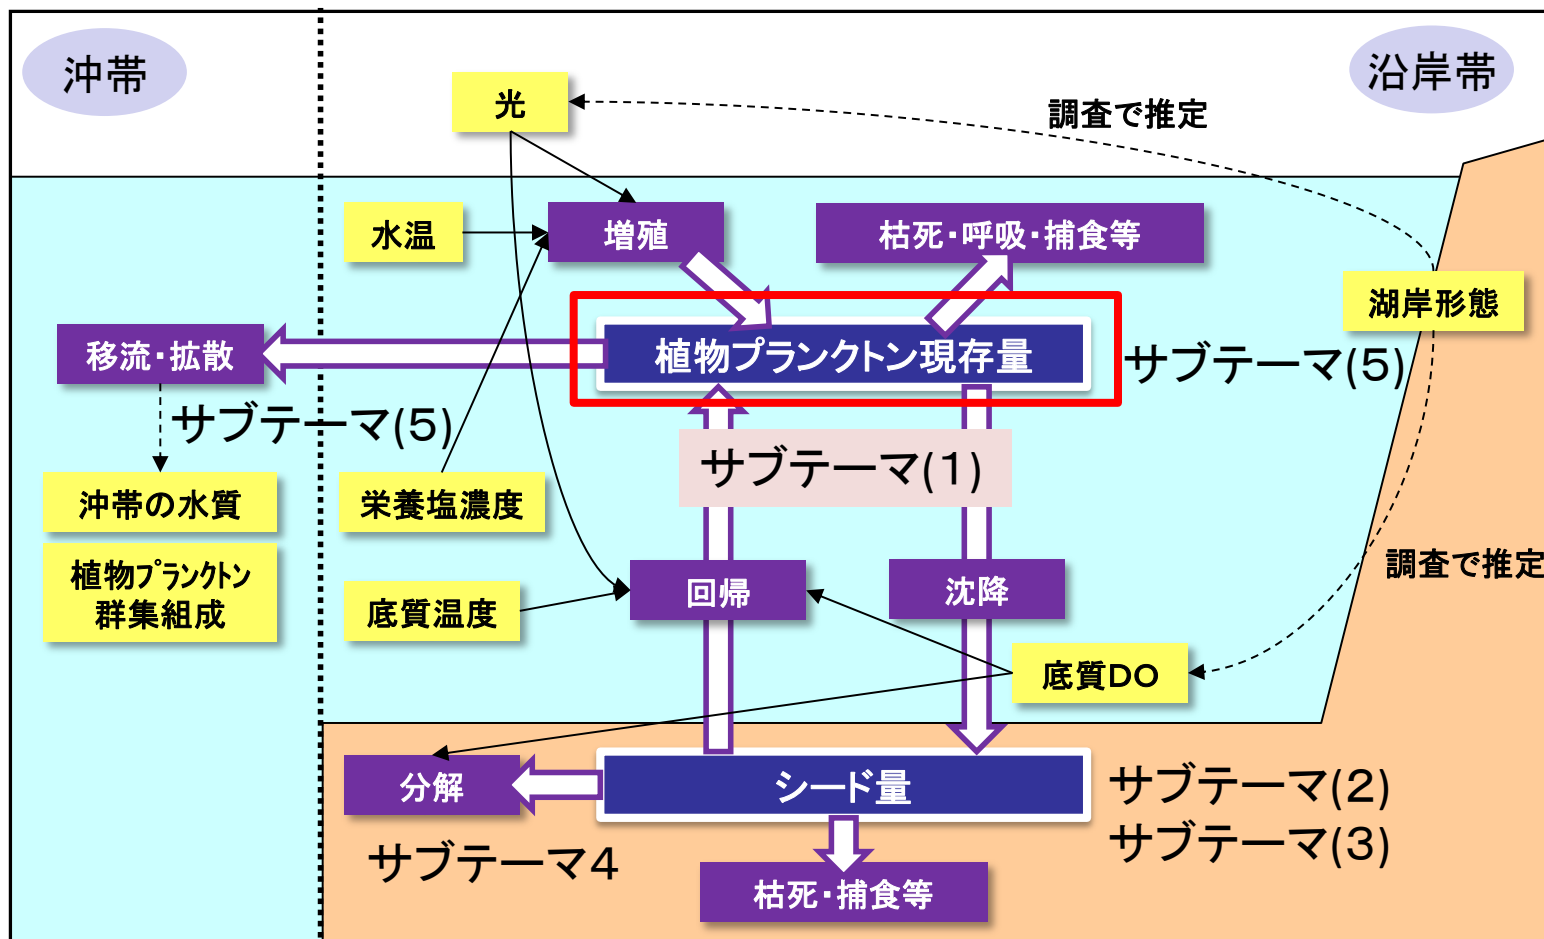 沖帯
沿岸帯
光
調査で推定
水温
増殖
枯死・呼吸・捕食等
湖岸形態
移流・拡散
植物プランクトン現存量
サブテーマ(5)
サブテーマ(5)
サブテーマ(1)
沖帯の水質
栄養塩濃度
植物プランクトン
群集組成
底質温度
回帰
沈降
調査で推定
底質DO
分解
シード量
サブテーマ(2)
サブテーマ(3)
サブテーマ4
枯死・捕食等